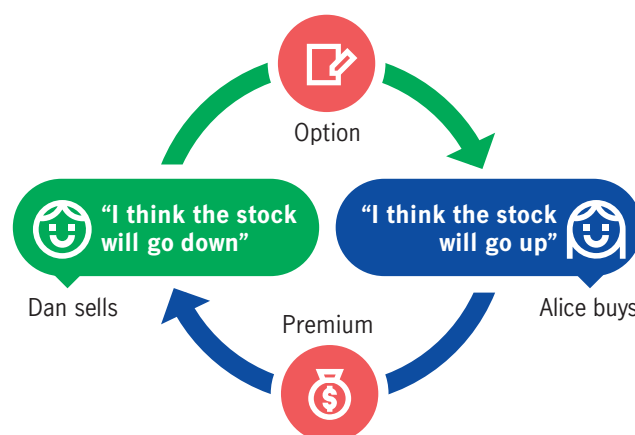 Option
“I think the stock
will go down”
“I think the stock
will go up”
Dan sells
Premium
Alice buys
$